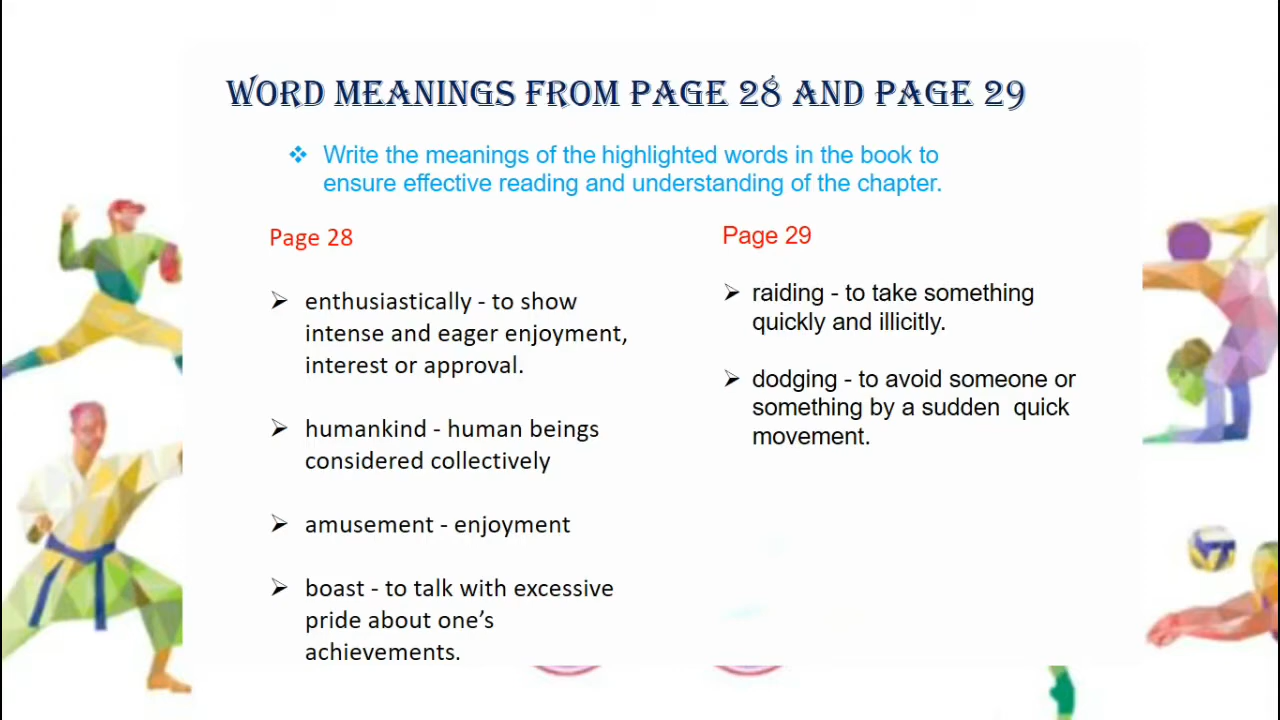 WORD MEANINGS FROM PAGE 28 AND PAGE 29
❖ Write the meanings of the highlighted words in the book to
ensure effective reading and understanding of the chapter.
Page 28
➢ enthusiastically - to show
intense and eager enjoyment,
interest or approval.
➢ humankind - human beings
considered collectively
➢ amusement - enjoyment
➢ boast - to talk with excessive
pride about one’s
achievements.
Page 29
➢ raiding - to take something
quickly and illicitly.
➢ dodging - to avoid someone or
something by a sudden  quick
movement.